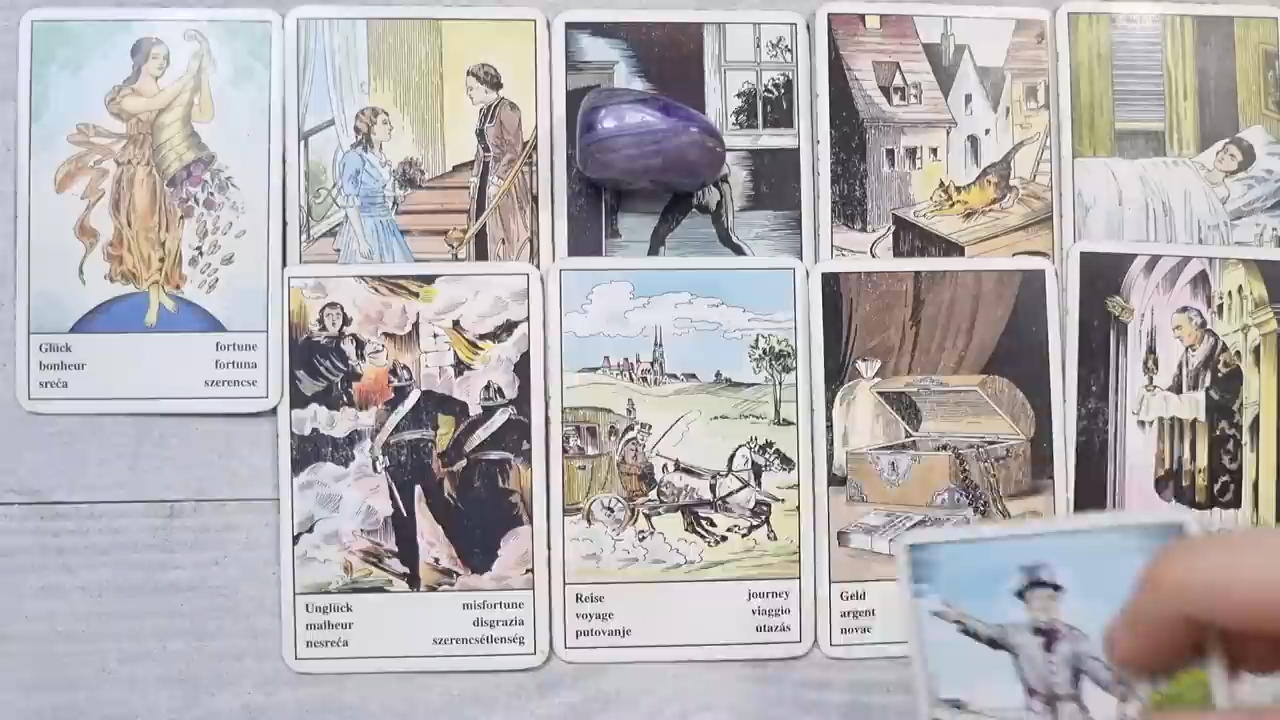 Glück fortune
bonheur fortuna
sreća szerencse
Unglück misfortune
malheur disgrazia
nesreća szerencsétlenség
Reise journey
voyage viaggio
putovanje utazás
Geld
argent
novac